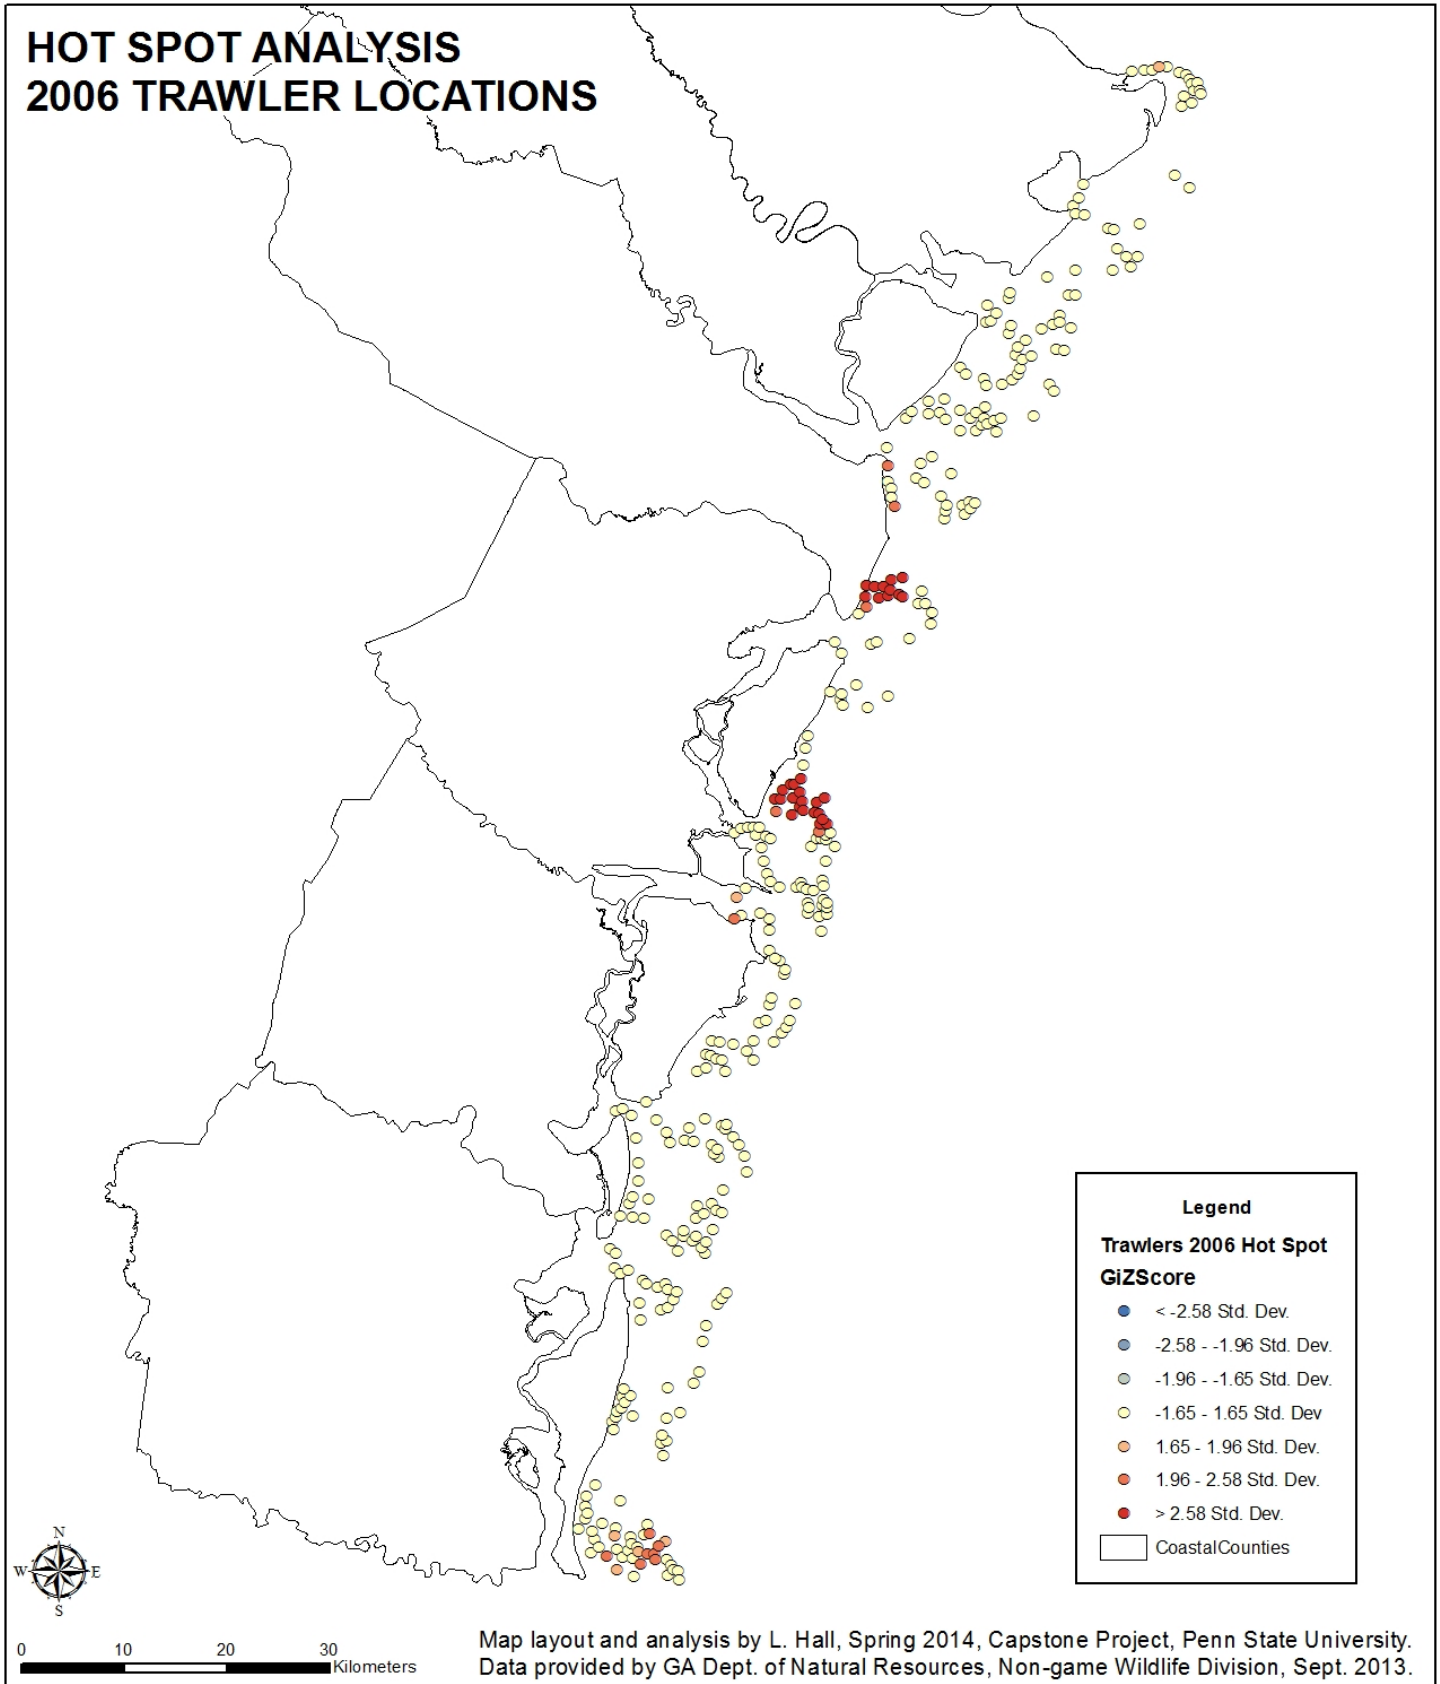 HOT SPOT ANALYSIS
2006 TRAWLER LOCATIONS
Legend
Trawlers 2006 Hot Spot
GiZScore
< -2.58 Std. Dev.
-2.58 - -1.96 Std. Dev.
-1.96 - -1.65 Std. Dev.
-1.65 - 1.65 Std. Dev
1.65 - 1.96 Std. Dev.
1.96 - 2.58 Std. Dev.
> 2.58 Std. Dev.
CoastalCounties
N
W E
S
0 10 20 30
Kilometers
Map layout and analysis by L. Hall, Spring 2014, Capstone Project, Penn State University.
Data provided by GA Dept. of Natural Resources, Non-game Wildlife Division, Sept. 2013.